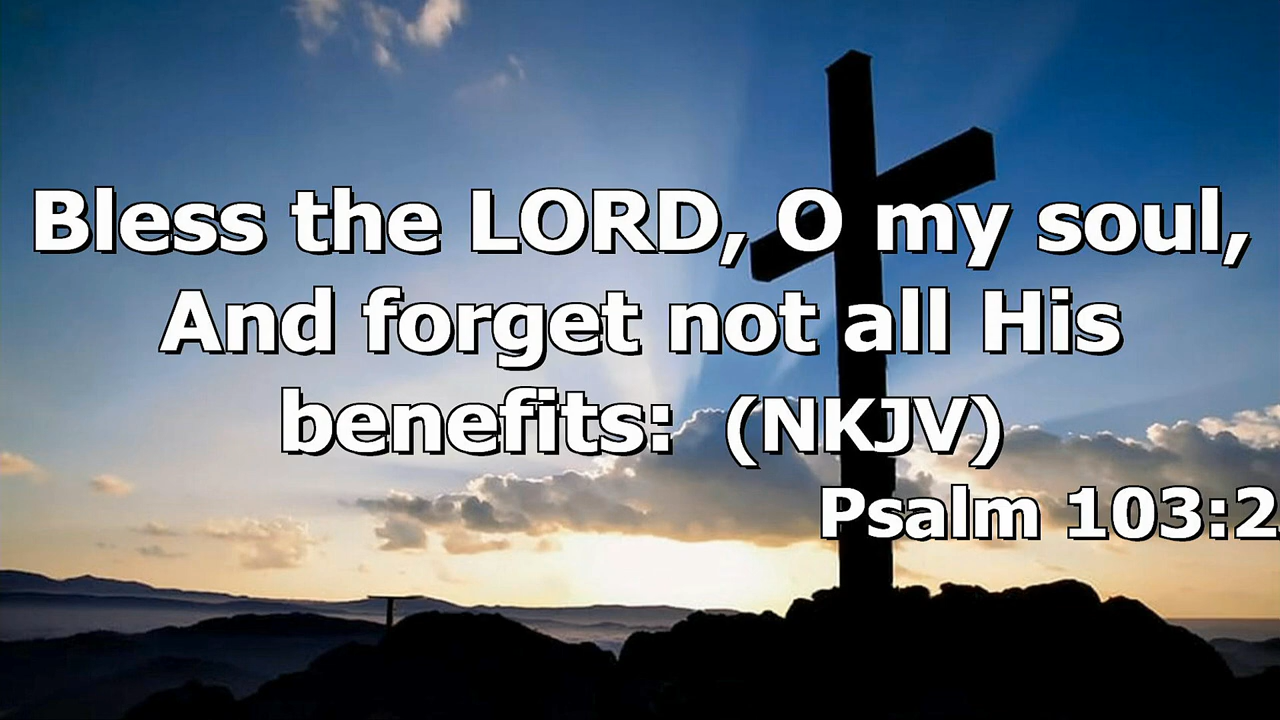 Bless the LORD, O my soul,
And forget not all His
benefits: (NKJV)
Psalm 103:2